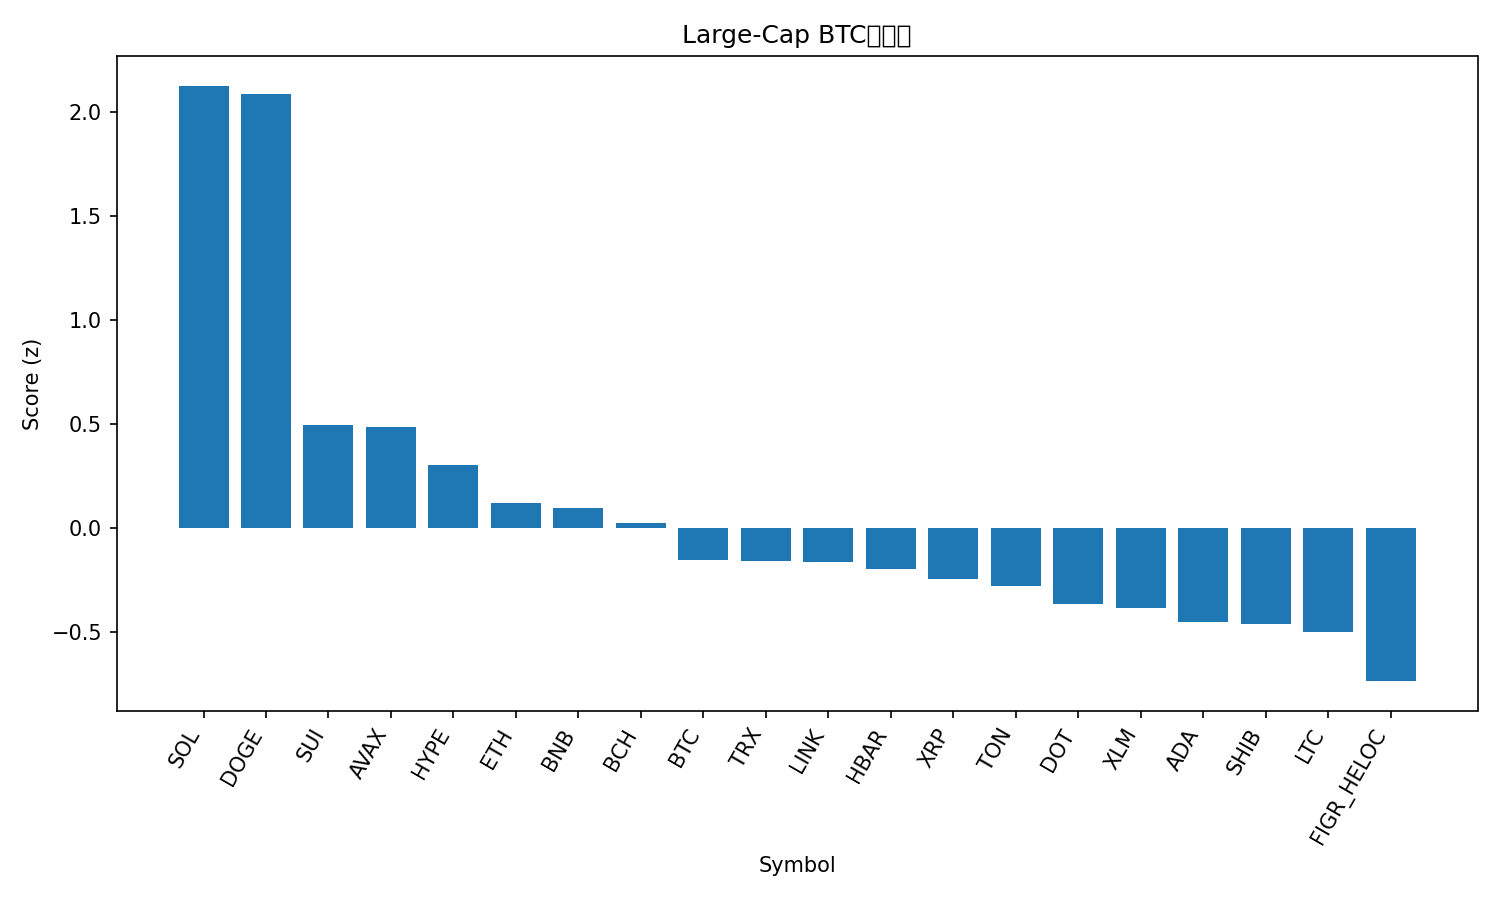 Large-Cap BTC
Score (z)
2.0
1.5
1.0
0.5
0.0
−0.5
SOL
DOGE
SUI
AVAX
HYPE
ETH
BNB
BCH
BTC
TRX
LINK
HBAR
XRP
TON
DOT
XLM
ADA
SHIB
LTC
FIGR_HELOC
Symbol